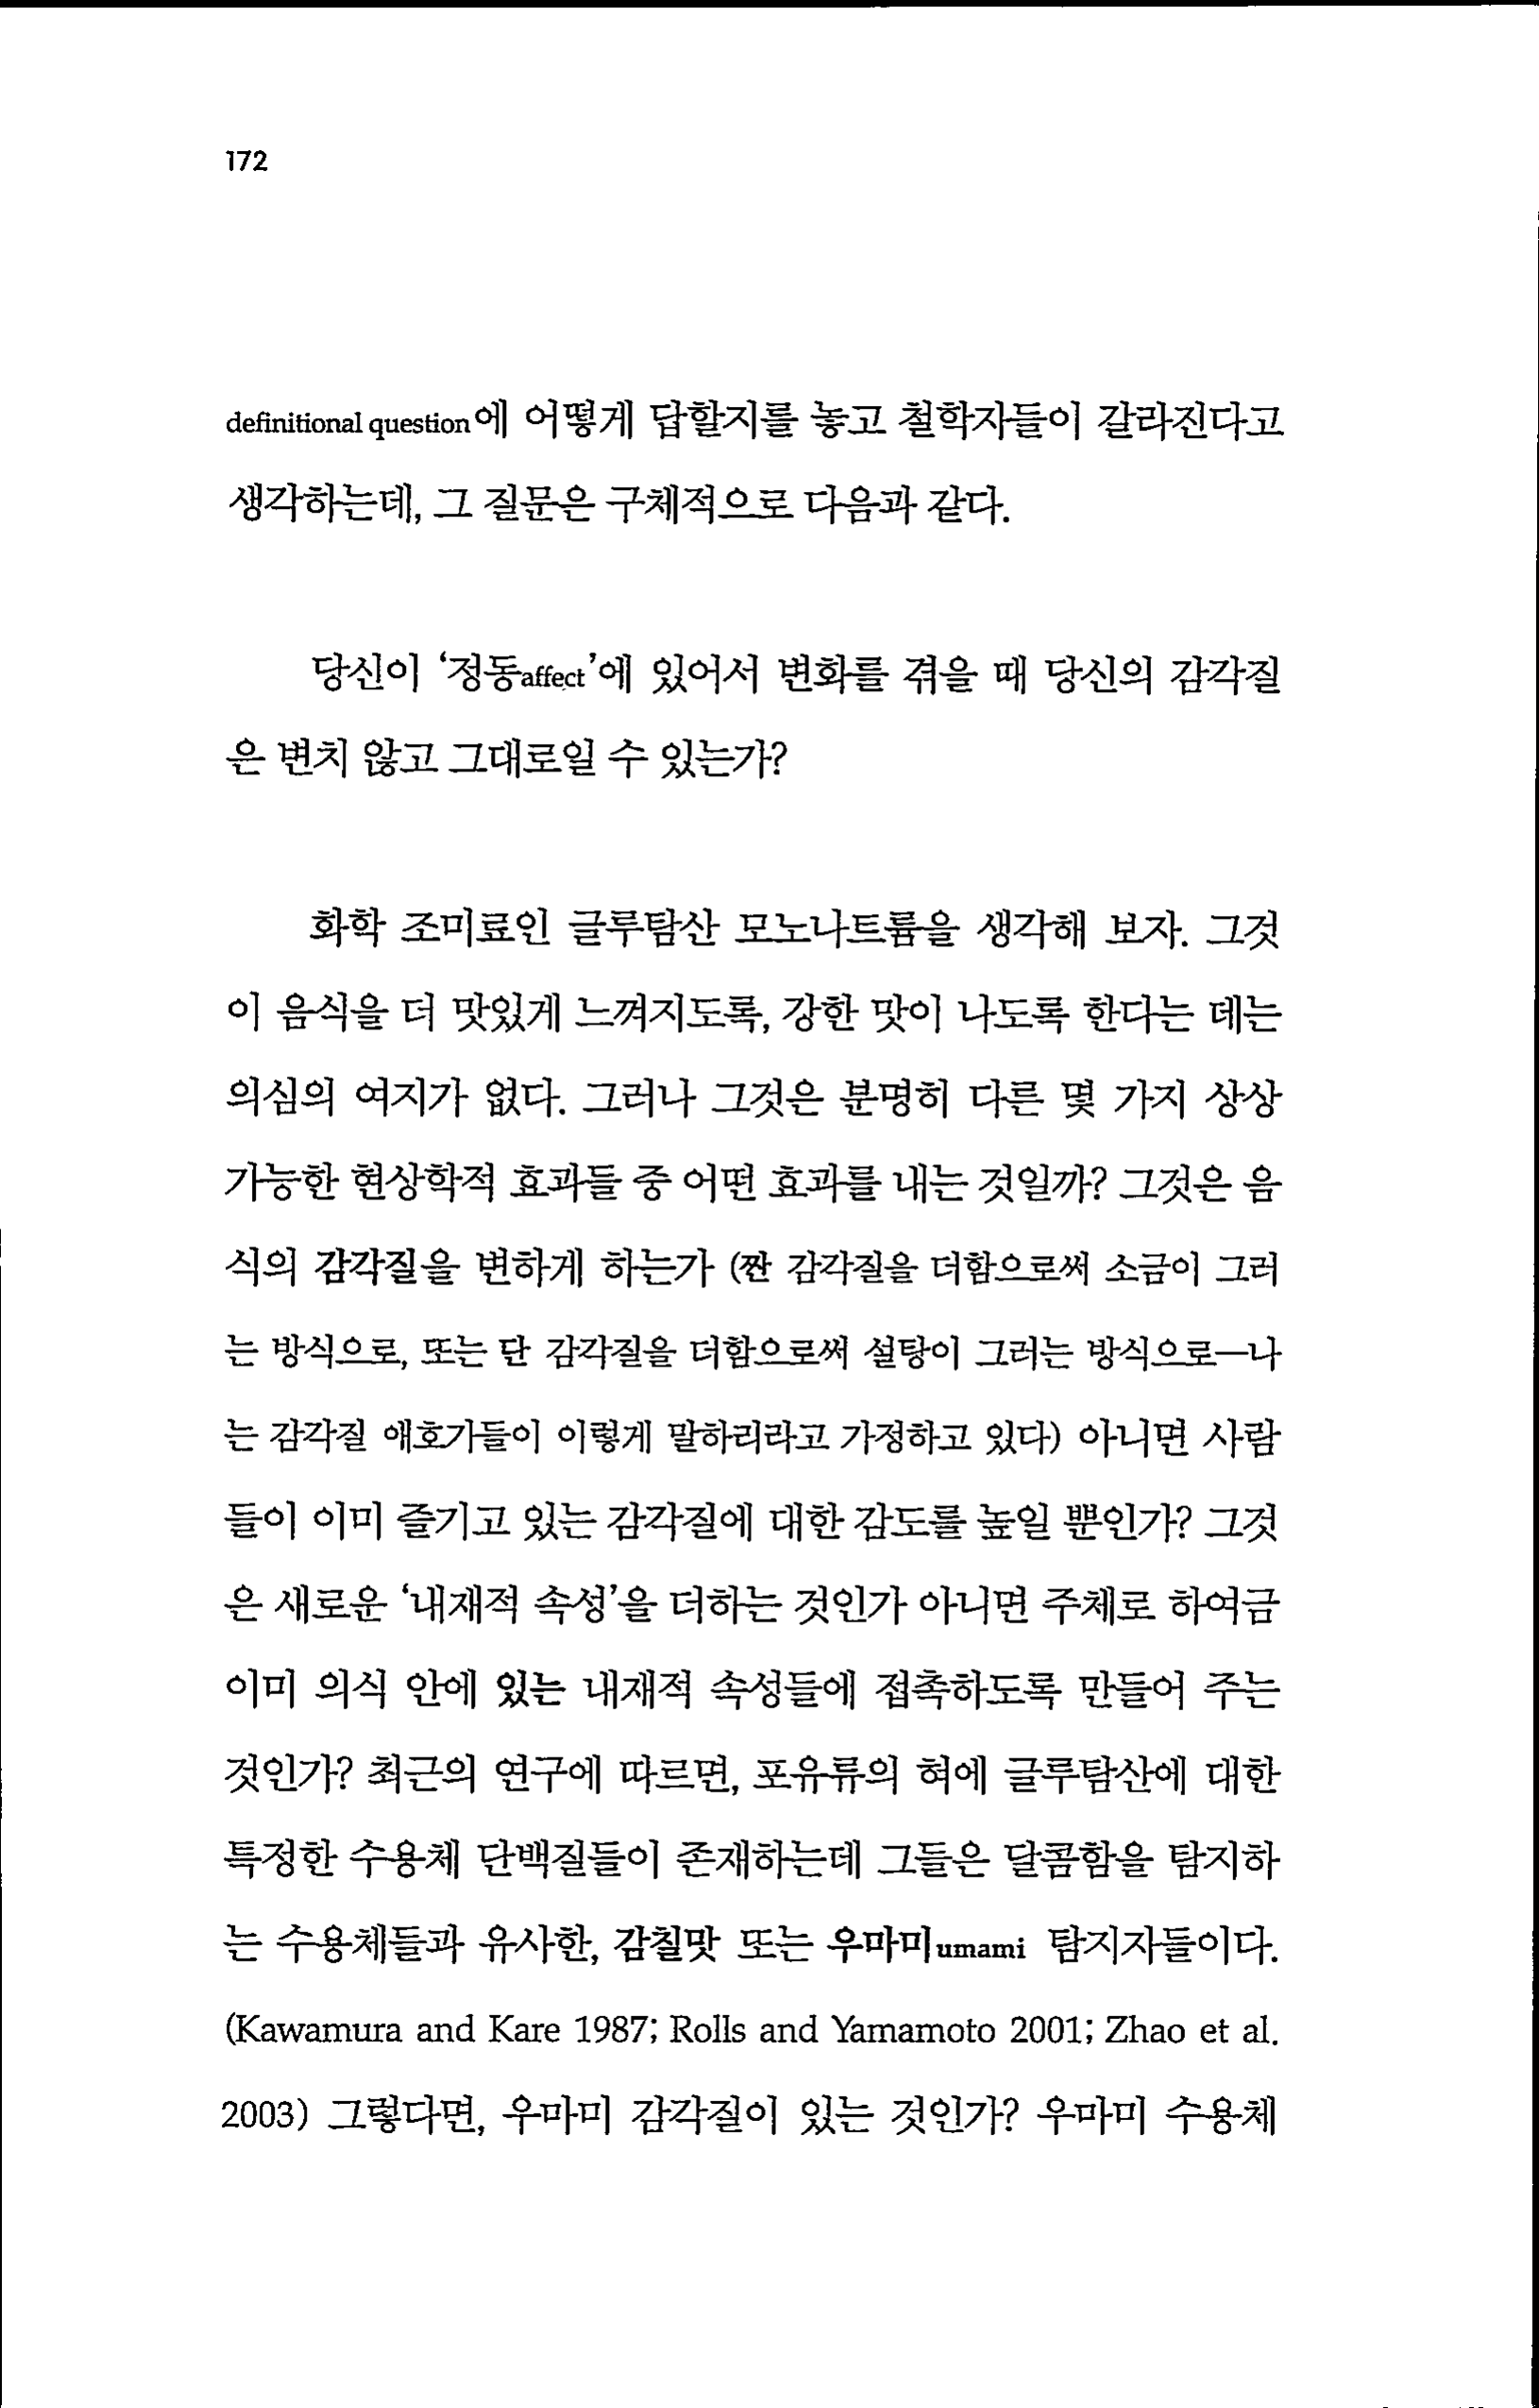 172
definitional question에 어떻게 답할지를 놓고 철학자들이 갈라진다고
생각하는데, 그 질문은 구체적으로 다음과 같다.
당신이 ‘정동affect’에 있어서 변화를 겪을 때 당신의 감각질
은 변치 않고 그대로일 수 있는가?
화학 조미료인 글루탐산 모노나트륨을 생각해 보자. 그것
이 음식을 더 맛있게 느껴지도록, 강한 맛이 나도록 한다는 데는
의심의 여지가 없다. 그러나 그것은 분명히 다른 몇 가지 상상
가능한 현상학적 효과들 중 어떤 효과를 내는 것일까? 그것은 음
식의 감각질을 변하게 하는가 (짠 감각질을 더함으로써 소금이 그러
는 방식으로, 또는 단 감각질을 더함으로써 설탕이 그러는 방식으로—나
는 감각질 애호가들이 이렇게 말하리라고 가정하고 있다) 아니면 사람
들이 이미 즐기고 있는 감각질에 대한 감도를 높일 뿐인가? 그것
은 새로운 ‘내재적 속성’을 더하는 것인가 아니면 주체로 하여금
이미 의식 안에 있는 내재적 속성들에 접촉하도록 만들어 주는
것인가? 최근의 연구에 따르면, 포유류의 혀에 글루탐산에 대한
특정한 수용체 단백질들이 존재하는데 그들은 달콤함을 탐지하
는 수용체들과 유사한, 감칠맛 또는 우마미umami 탐지자들이다.
(Kawamura and Kare 1987; Rolls and Yamamoto 2001; Zhao et al.
2003) 그렇다면, 우마미 감각질이 있는 것인가? 우마미 수용체